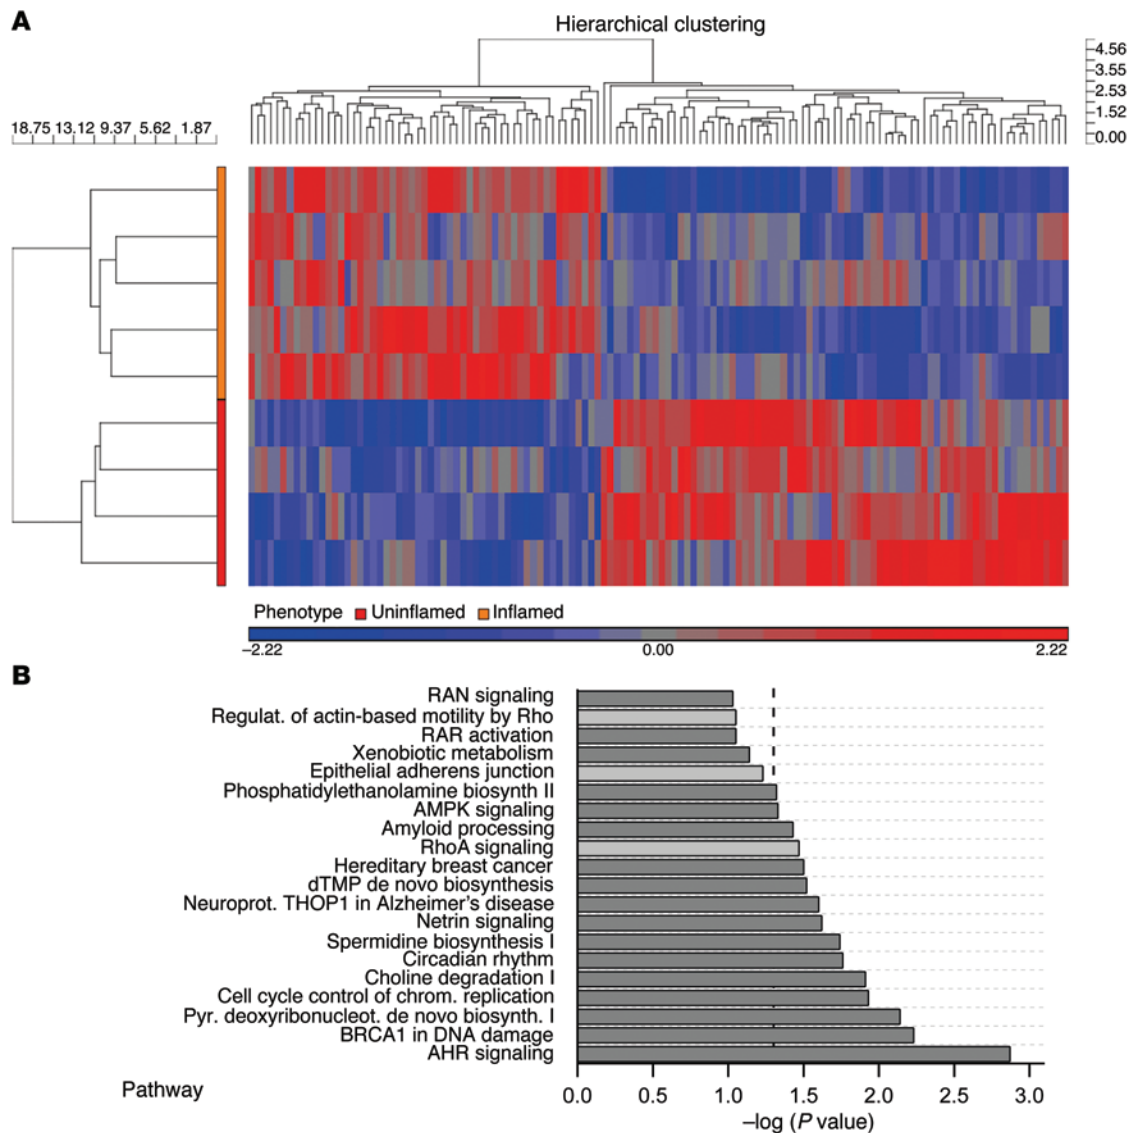 A
Hierarchical clustering
4.56
3.55
2.53
1.52
0.00
18.75 13.12 9.37 5.62 1.87
Phenotype Uninflamed Inflamed
−2.22 0.00 2.22
B
RAN signaling
Regulat. of actin-based motility by Rho
RAR activation
Xenobiotic metabolism
Epithelial adherens junction
Phosphatidylethanolamine biosynth II
AMPK signaling
Amyloid processing
RhoA signaling
Hereditary breast cancer
dTMP de novo biosynthesis
Neuroprot. THOP1 in Alzheimer's disease
Netrin signaling
Spermidine biosynthesis I
Circadian rhythm
Choline degradation I
Cell cycle control of chrom. replication
Pyr. deoxyribonucleot. de novo biosynth. I
BRCA1 in DNA damage
AHR signaling
Pathway
0.0 0.5 1.0 1.5 2.0 2.5 3.0
–log (P value)